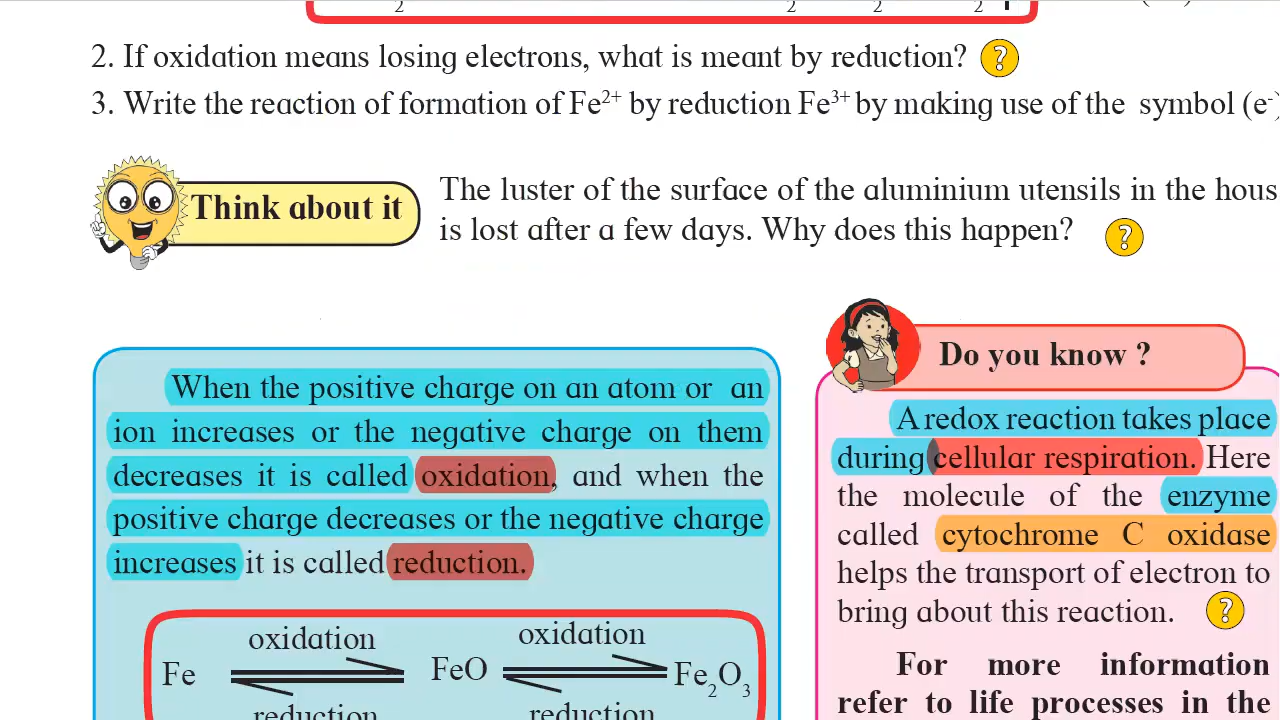 2. If oxidation means losing electrons, what is meant by reduction? ?
3. Write the reaction of formation of Fe²⁺ by reduction Fe³⁺ by making use of the symbol (e⁻)
Think about it
The luster of the surface of the aluminium utensils in the hous
is lost after a few days. Why does this happen? ?
When the positive charge on an atom or an
ion increases or the negative charge on them
decreases it is called oxidation, and when the
positive charge decreases or the negative charge
increases it is called reduction.
oxidation oxidation
Fe FeO Fe₂O₃
reduction reduction
Do you know ?
A redox reaction takes place
during cellular respiration. Here
the molecule of the enzyme
called cytochrome C oxidase
helps the transport of electron to
bring about this reaction. ?
For more information
refer to life processes in the